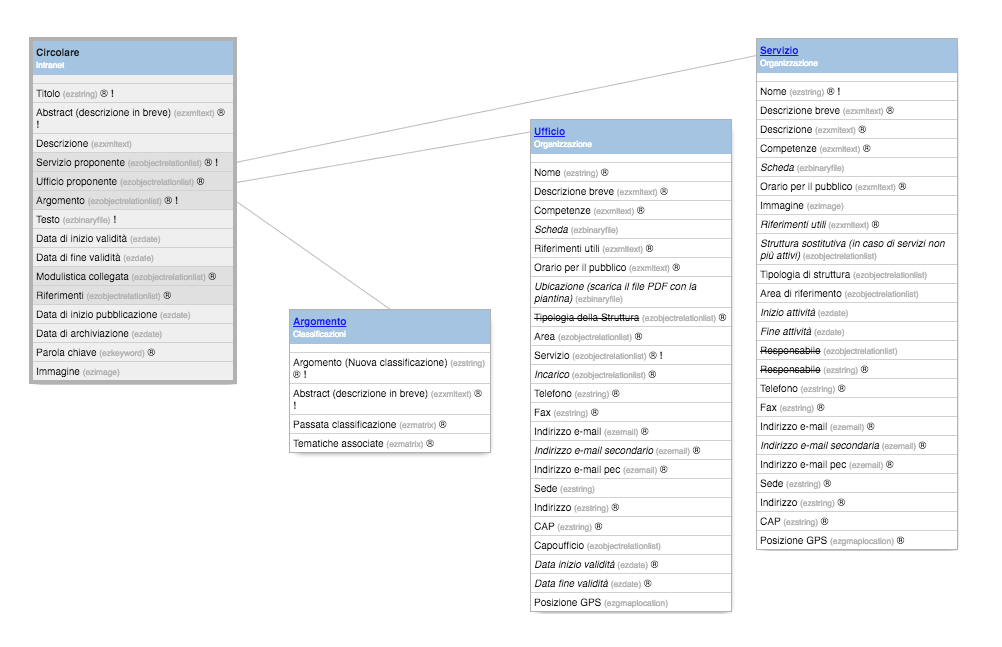 Circolare
Intranet
Titolo (ezstring) ® !
Abstract (descrizione in breve) (ezxmltext) ®
!
Descrizione (ezxmltext)
Servizio proponente (ezobjectrelationlist) ® !
Ufficio proponente (ezobjectrelationlist) ®
Argomento (ezobjectrelationlist) ® !
Testo (ezbinaryfile) !
Data di inizio validità (ezdate)
Data di fine validità (ezdate)
Modulistica collegata (ezobjectrelationlist) ®
Riferimenti (ezobjectrelationlist) ®
Data di inizio pubblicazione (ezdate)
Data di archiviazione (ezdate)
Parola chiave (ezkeyword) ®
Immagine (ezimage)
Argomento
Classificazioni
Argomento (Nuova classificazione) (ezstring)
® !
Abstract (descrizione in breve) (ezxmltext) ®
!
Passata classificazione (ezmatrix) ®
Tematiche associate (ezmatrix) ®
Ufficio
Organizzazione
Nome (ezstring) ®
Descrizione breve (ezxmltext) ®
Competenze (ezxmltext) ®
Scheda (ezbinaryfile)
Riferimenti utili (ezxmltext) ®
Orario per il pubblico (ezxmltext) ®
Ubicazione (scarica il file PDF con la
piantina) (ezbinaryfile)
Tipologia della Struttura (ezobjectrelationlist) ®
Area (ezobjectrelationlist) ®
Servizio (ezobjectrelationlist) ® !
Incarico (ezobjectrelationlist) ®
Telefono (ezstring) ®
Fax (ezstring) ®
Indirizzo e-mail (ezemail) ®
Indirizzo e-mail secondario (ezemail) ®
Indirizzo e-mail pec (ezemail) ®
Sede (ezstring)
Indirizzo (ezstring) ®
CAP (ezstring) ®
Capoufficio (ezobjectrelationlist)
Data inizio validità (ezdate) ®
Data fine validità (ezdate) ®
Posizione GPS (ezgmaplocation)
Servizio
Organizzazione
Nome (ezstring) ® !
Descrizione breve (ezxmltext) ®
Descrizione (ezxmltext) ®
Competenze (ezxmltext) ®
Scheda (ezbinaryfile)
Orario per il pubblico (ezxmltext) ®
Immagine (ezimage)
Riferimenti utili (ezxmltext) ®
Struttura sostitutiva (in caso di servizi non
più attivi) (ezobjectrelationlist)
Tipologia di struttura (ezobjectrelationlist)
Area di riferimento (ezobjectrelationlist)
Inizio attività (ezdate)
Fine attività (ezdate)
Responsabile (ezobjectrelationlist)
Responsabile (ezstring) ®
Telefono (ezstring) ®
Fax (ezstring) ®
Indirizzo e-mail (ezemail) ®
Indirizzo e-mail secondaria (ezemail) ®
Indirizzo e-mail pec (ezemail) ®
Sede (ezstring) ®
Indirizzo (ezstring) ®
CAP (ezstring) ®
Posizione GPS (ezgmaplocation) ®